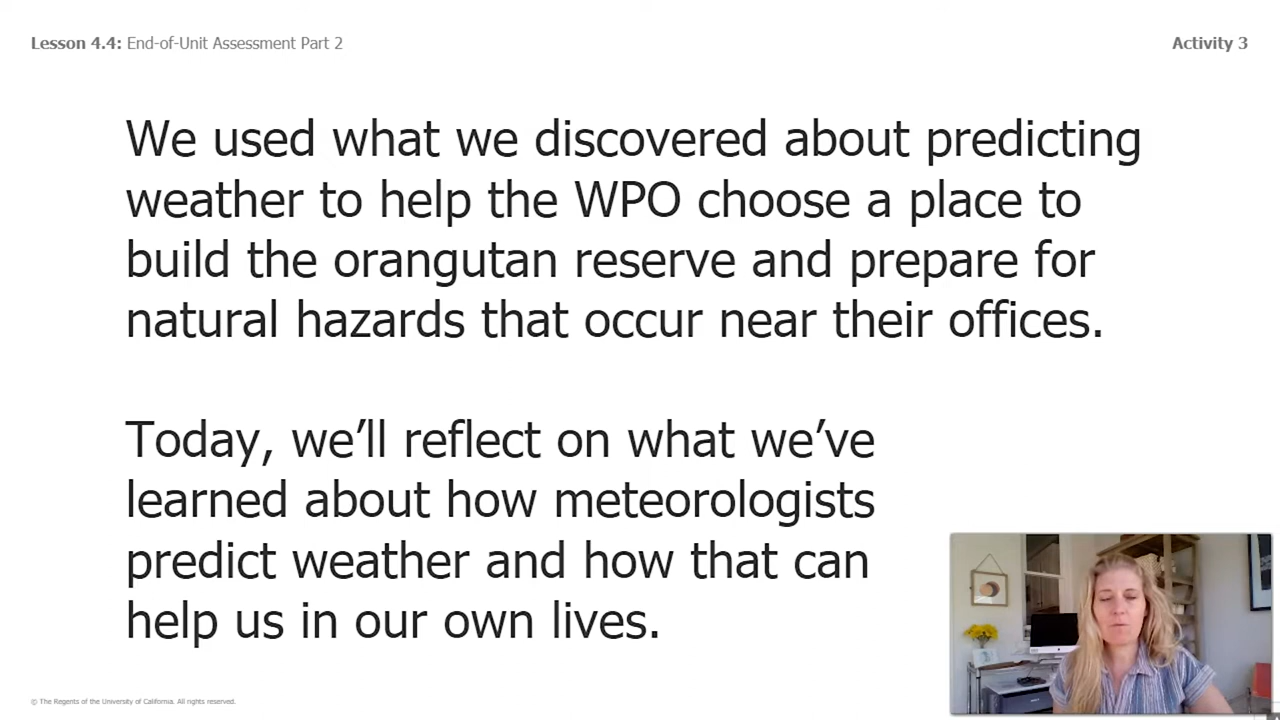 Lesson 4.4: End-of-Unit Assessment Part 2
Activity 3
We used what we discovered about predicting
weather to help the WPO choose a place to
build the orangutan reserve and prepare for
natural hazards that occur near their offices.
Today, we’ll reflect on what we’ve
learned about how meteorologists
predict weather and how that can
help us in our own lives.
© The Regents of the University of California. All rights reserved.